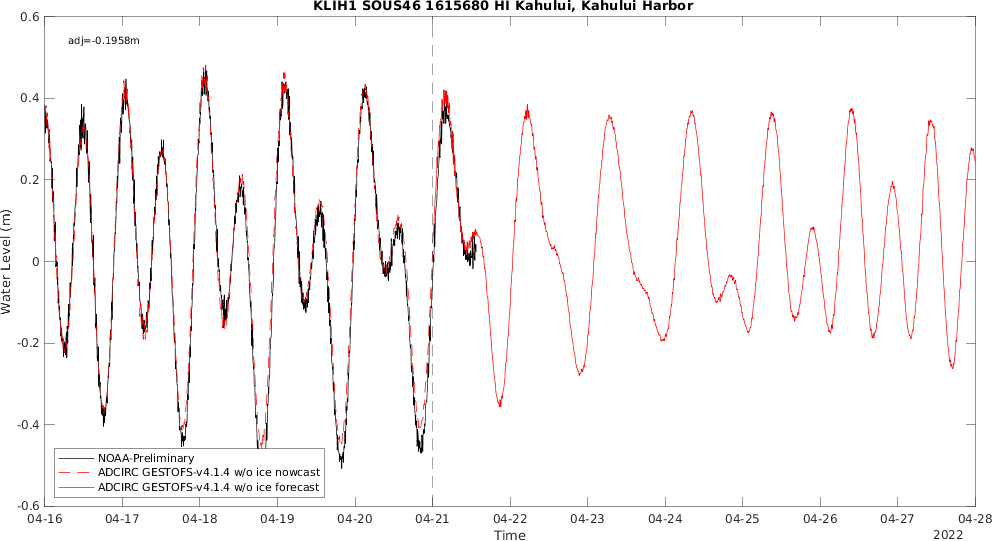 KLIH1 SOUS46 1615680 HI Kahului, Kahului Harbor
adj=-0.1958m
0.6
0.4
0.2
0
-0.2
-0.4
-0.6
Water Level (m)
NOAA-Preliminary
ADCIRC GESTOFS-v4.1.4 w/o ice nowcast
ADCIRC GESTOFS-v4.1.4 w/o ice forecast
04-16 04-17 04-18 04-19 04-20 04-21 04-22 04-23 04-24 04-25 04-26 04-27 04-28
Time
2022